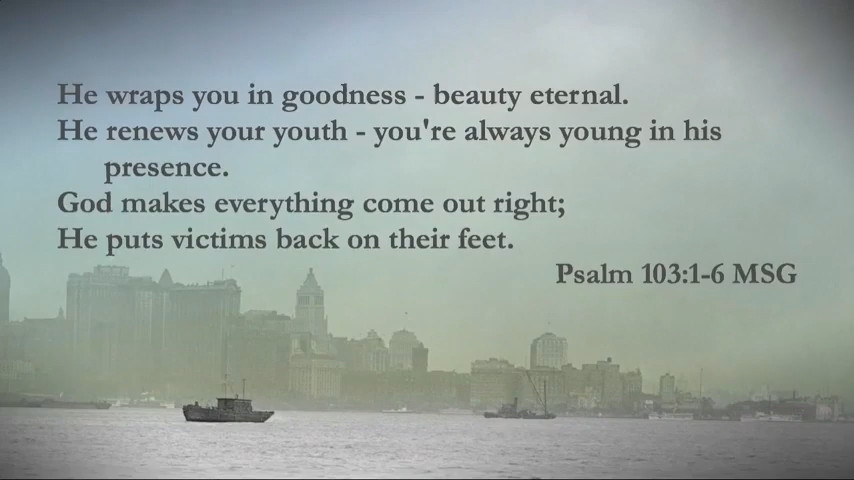 He wraps you in goodness - beauty eternal.
He renews your youth - you're always young in his
presence.
God makes everything come out right;
He puts victims back on their feet.
Psalm 103:1-6 MSG